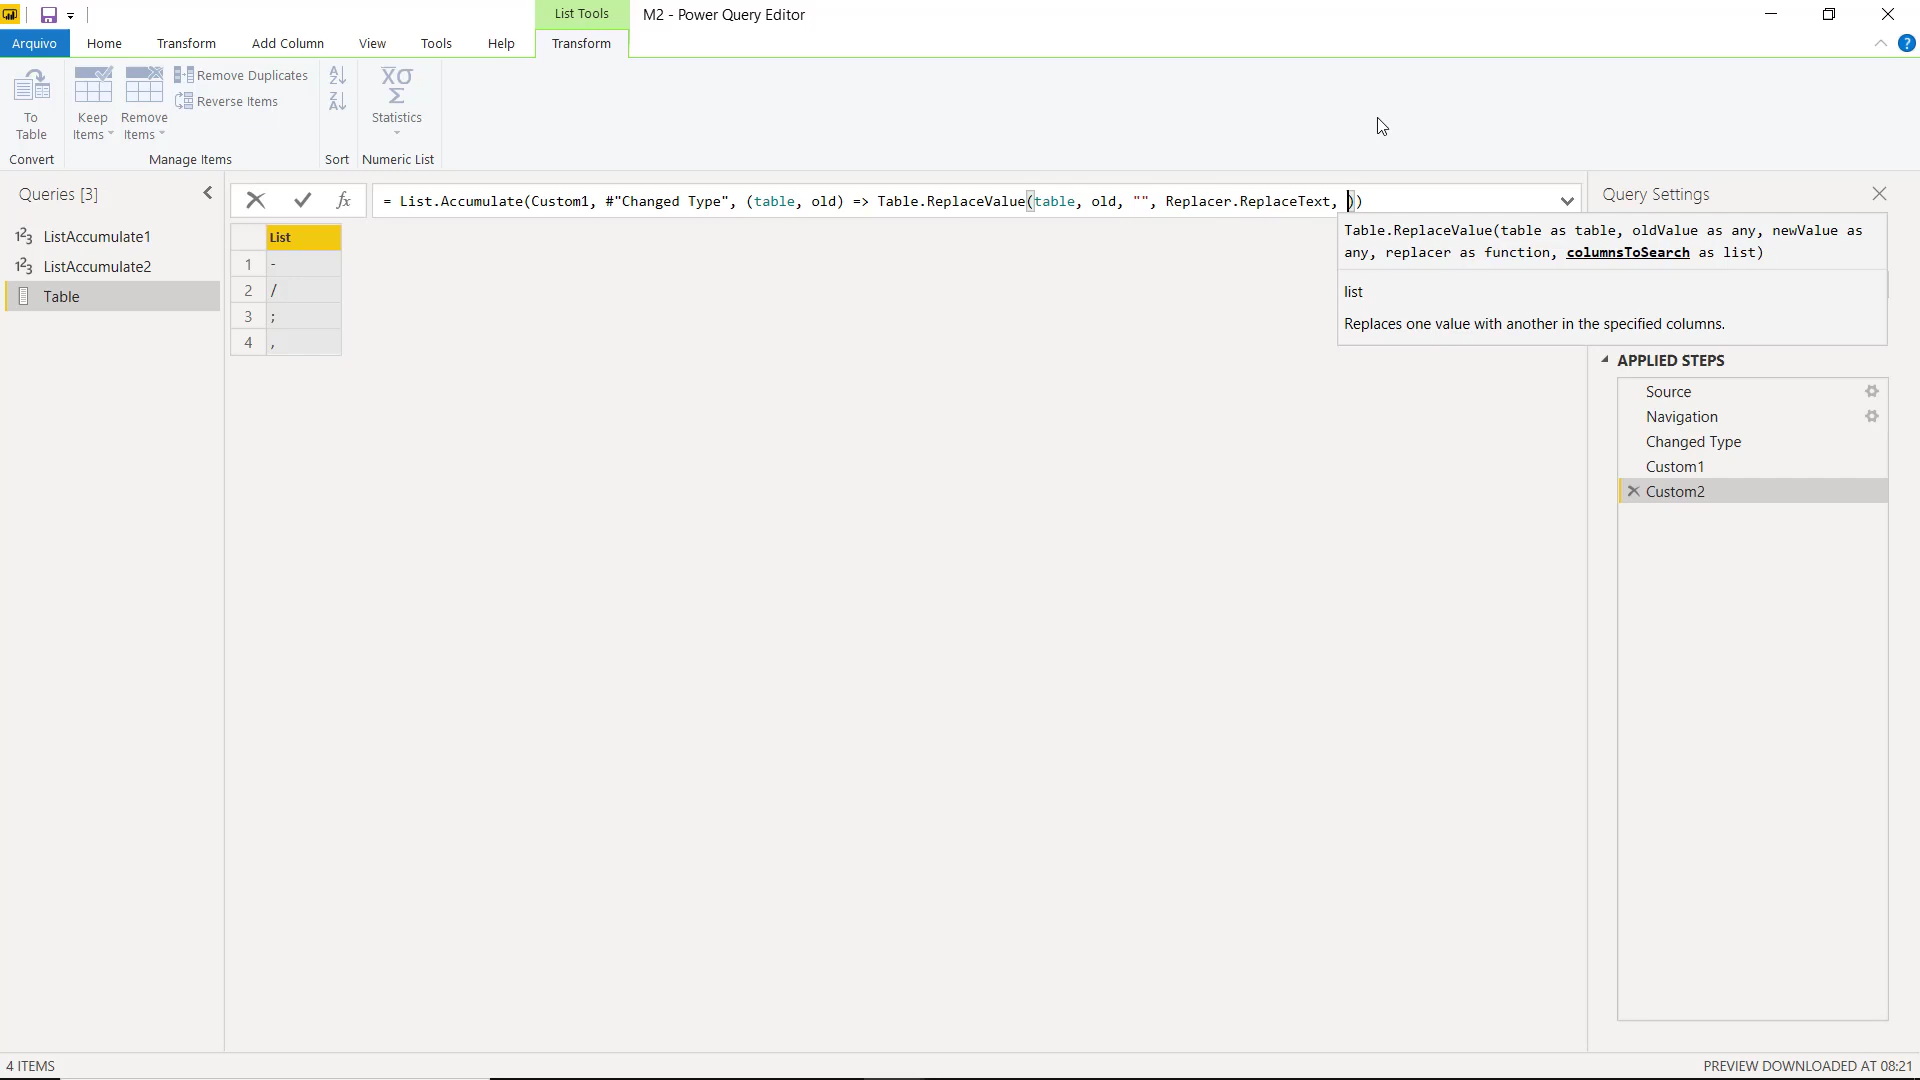 List Tools
M2 - Power Query Editor
Arquivo
Home
Transform
Add Column
View
Tools
Help
Transform
To
Table
Keep
Items
Remove
Items
Remove Duplicates
Reverse Items
A
Z
Z
A
XσΣ
Statistics
Convert
Manage Items
Sort
Numeric List
Queries [3]
fx
= List.Accumulate(Custom1, #"Changed Type", (table, old) => Table.ReplaceValue(table, old, "", Replacer.ReplaceText, ))
Query Settings
Table.ReplaceValue(table as table, oldValue as any, newValue as
any, replacer as function, columnsToSearch as list)
list
Replaces one value with another in the specified columns.
1²3 ListAccumulate1
1²3 ListAccumulate2
Table
List
1 -
2 /
3 ;
4 ,
APPLIED STEPS
Source
Navigation
Changed Type
Custom1
Custom2
4 ITEMS
PREVIEW DOWNLOADED AT 08:21